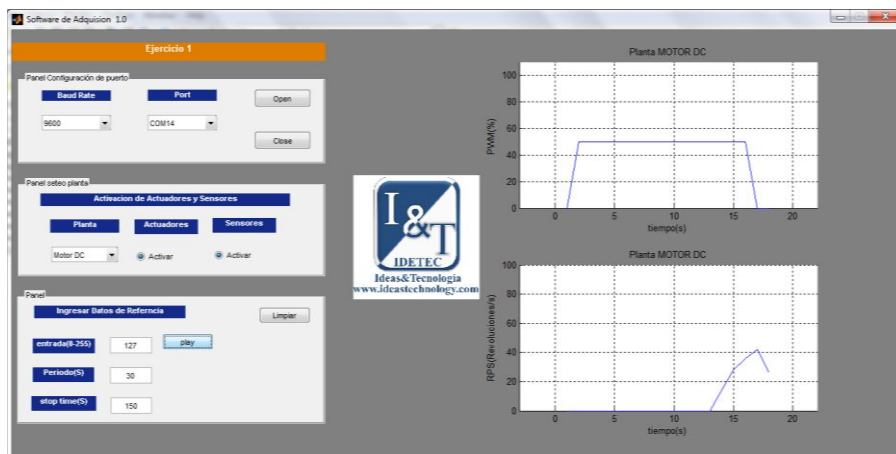 Software de Adquision 1.0
Ejercicio 1
Panel Configuración de puerto
Baud Rate Port
Open
9600 COM14
Close
Panel seteo planta
Activacion de Actuadores y Sensores
Planta Actuadores Sensores
Motor DC Activar Activar
Panel
Ingresar Datos de Referncia
Limpiar
entrada(0-255) 127 play
Periodo(S) 30
stop time(S) 150
I&T
IDETEC
Ideas&Tecnologia
www.ideastechnology.com
Planta MOTOR DC
PWM(%)
100
80
60
40
20
0
0 5 10 15 20
tiempo(s)
Planta MOTOR DC
RPS(Revoluciones/s)
100
80
60
40
20
0
0 5 10 15 20
tiempo(s)